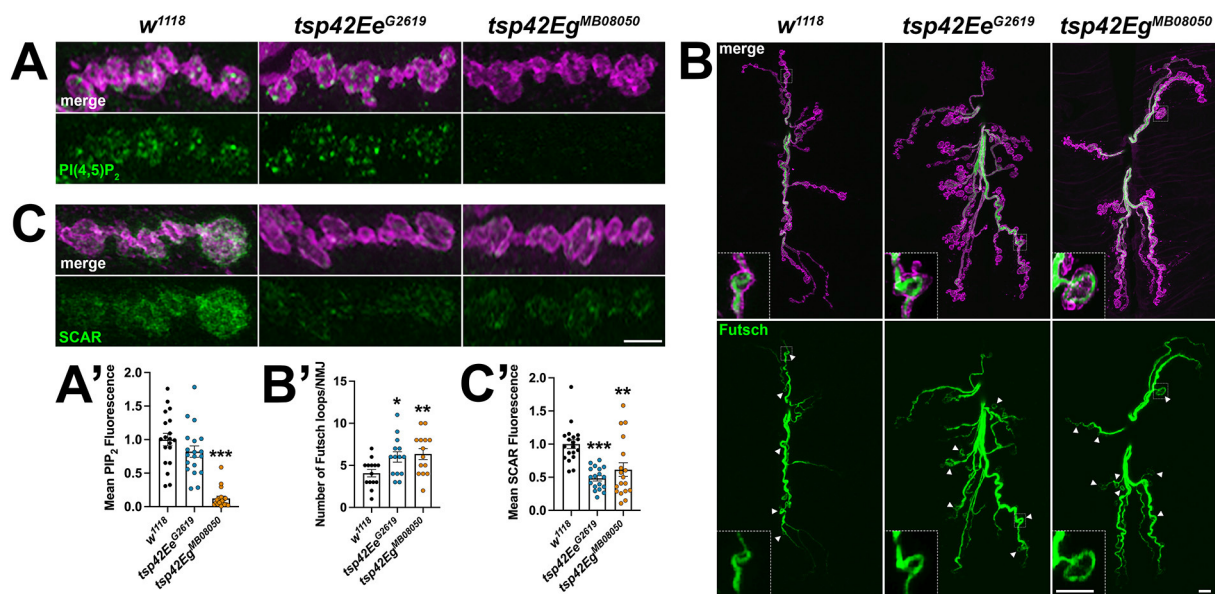 w1118
tsp42EeG2619
tsp42EgMB08050
A
merge
PI(4,5)P2
C
merge
SCAR
A'
Mean PIP2 Fluorescence
2.0
1.5
1.0
0.5
0.0
***
w1118
tsp42EeG2619
tsp42EgMB08050
B'
Number of Futsch loops/NMJ
15
10
5
0
*
**
w1118
tsp42EeG2619
tsp42EgMB08050
C'
Mean SCAR Fluorescence
2.0
1.5
1.0
0.5
0.0
***
**
w1118
tsp42EeG2619
tsp42EgMB08050
w1118
tsp42EeG2619
tsp42EgMB08050
B
merge
Futsch